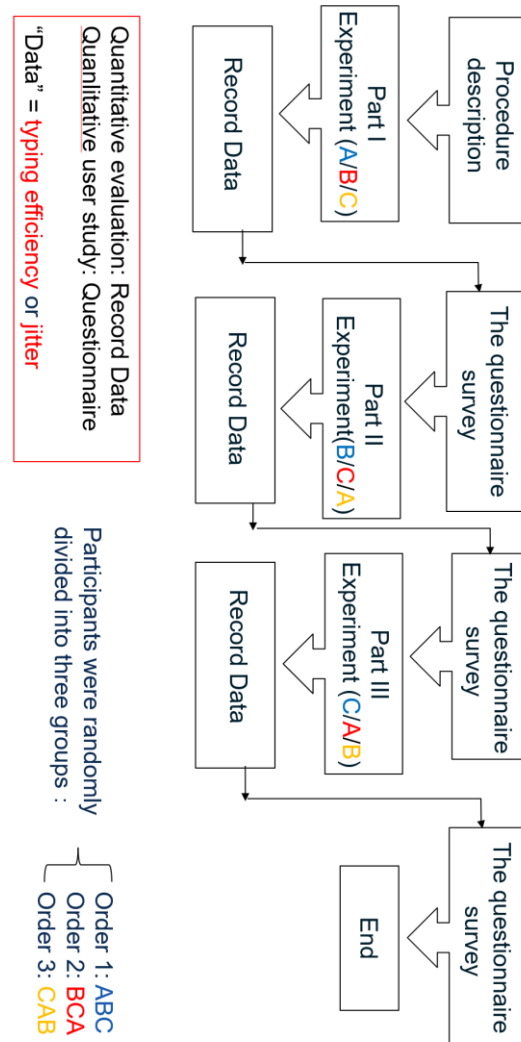 Procedure
description
Part I
Experiment (A/B/C)
Record Data
The questionnaire
survey
Part II
Experiment(B/C/A)
Record Data
The questionnaire
survey
Part III
Experiment (C/A/B)
Record Data
The questionnaire
survey
End
Quantitative evaluation: Record Data
Quanlitative user study: Questionnaire
“Data” = typing efficiency or jitter
Participants were randomly
divided into three groups :
Order 1: ABC
Order 2: BCA
Order 3: CAB